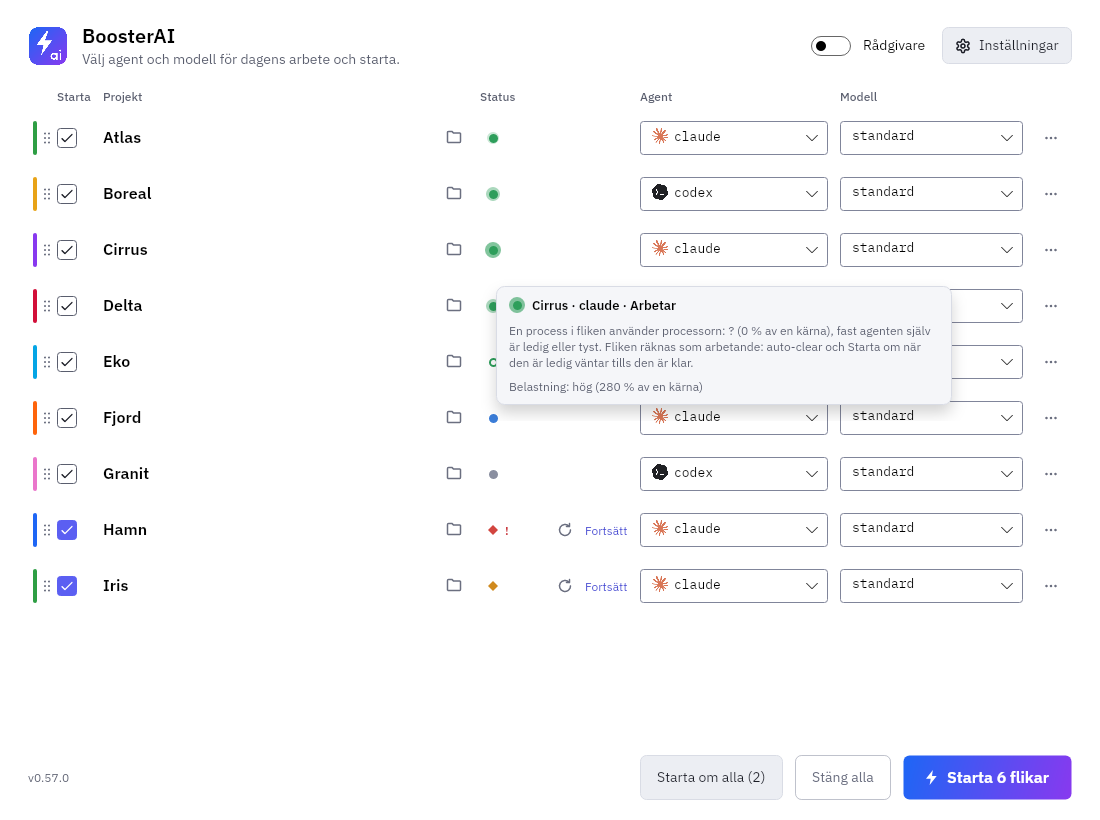 ai
BoosterAI
Välj agent och modell för dagens arbete och starta.
Rådgivare
Inställningar
Starta Projekt Status Agent Modell
Atlas claude standard ...
Boreal codex standard ...
Cirrus claude standard ...
Delta ...
Cirrus · claude · Arbetar
En process i fliken använder processorn: ? (0 % av en kärna), fast agenten själv
är ledig eller tyst. Fliken räknas som arbetande: auto-clear och Starta om när
den är ledig väntar tills den är klar.
Belastning: hög (280 % av en kärna)
Eko ...
Fjord claude standard ...
Granit codex standard ...
Hamn ! Fortsätt claude standard ...
Iris Fortsätt claude standard ...
v0.57.0
Starta om alla (2)
Stäng alla
Starta 6 flikar